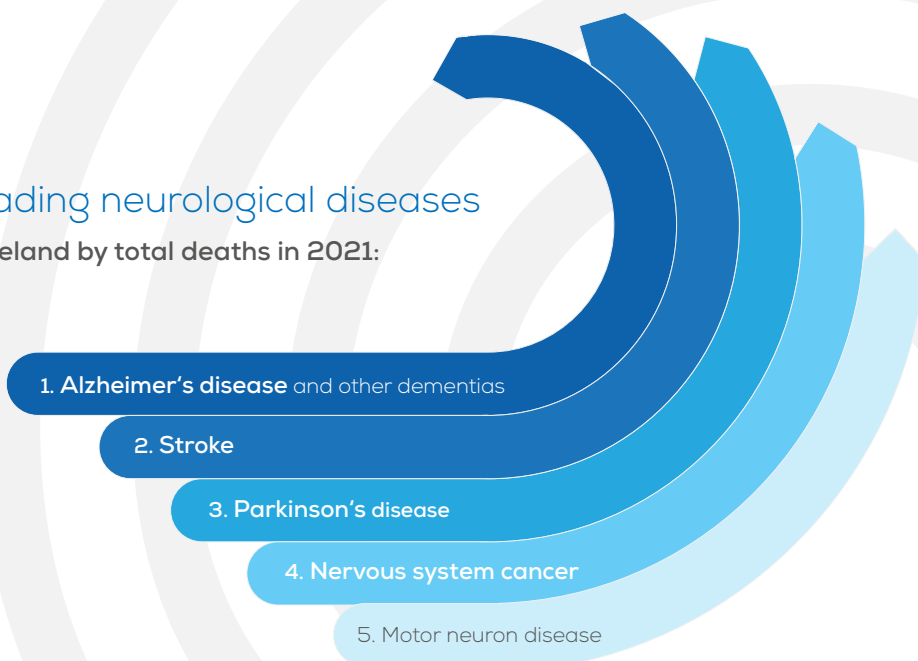 ading neurological diseases
eland by total deaths in 2021:
1. Alzheimer's disease and other dementias
2. Stroke
3. Parkinson's disease
4. Nervous system cancer
5. Motor neuron disease